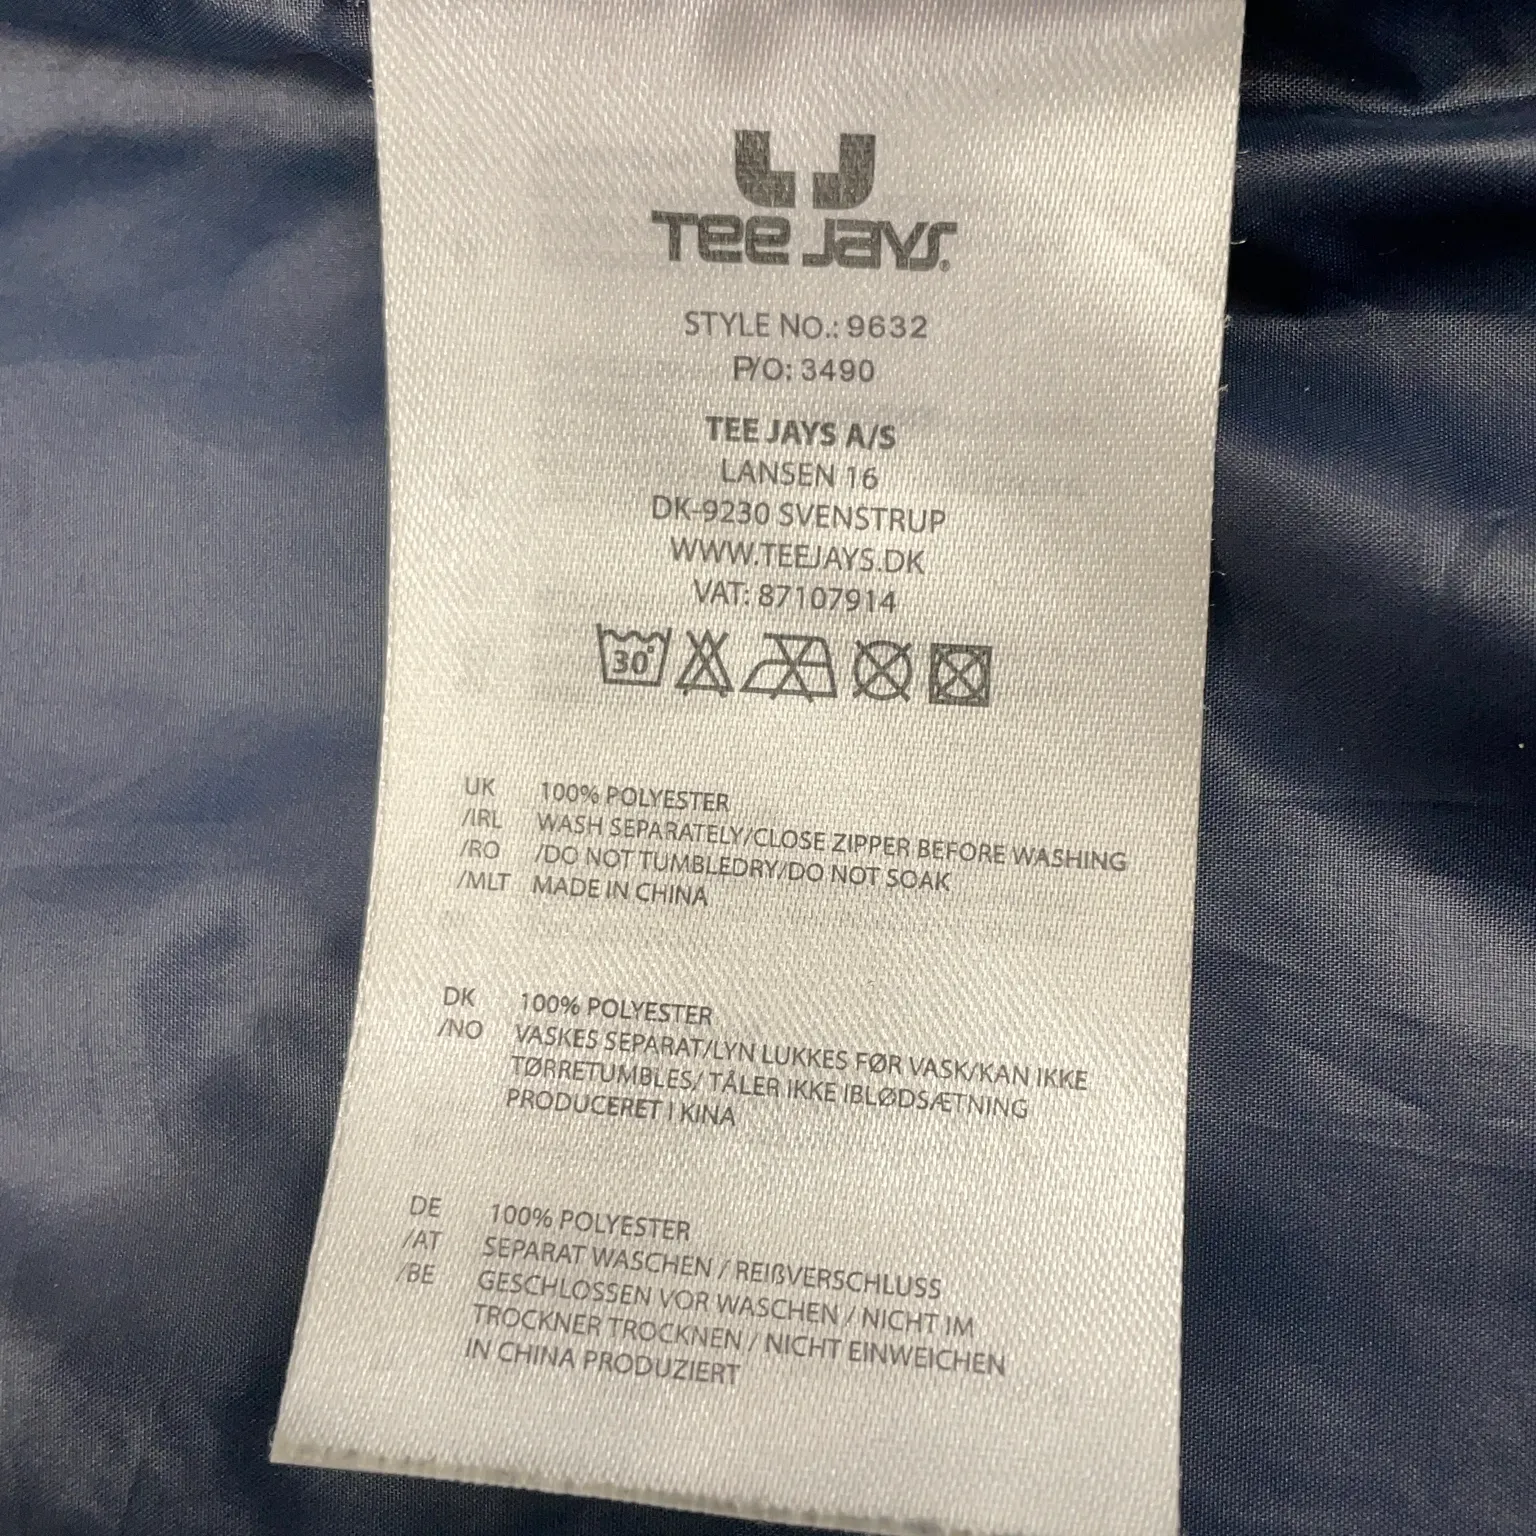 TEE JAYS®
STYLE NO.: 9632
P/O: 3490
TEE JAYS A/S
LANSEN 16
DK-9230 SVENSTRUP
WWW.TEEJAYS.DK
VAT: 87107914
30°
UK 100% POLYESTER
/IRL WASH SEPARATELY/CLOSE ZIPPER BEFORE WASHING
/RO /DO NOT TUMBLEDRY/DO NOT SOAK
/MLT MADE IN CHINA
DK 100% POLYESTER
/NO VASKES SEPARAT/LYN LUKKES FØR VASK/KAN IKKE
TØRRETUMBLES/ TÅLER IKKE IBLØDSÆTNING
PRODUCERET I KINA
DE 100% POLYESTER
/AT SEPARAT WASCHEN / REIßVERSCHLUSS
/BE GESCHLOSSEN VOR WASCHEN / NICHT IM
TROCKNER TROCKNEN / NICHT EINWEICHEN
IN CHINA PRODUZIERT